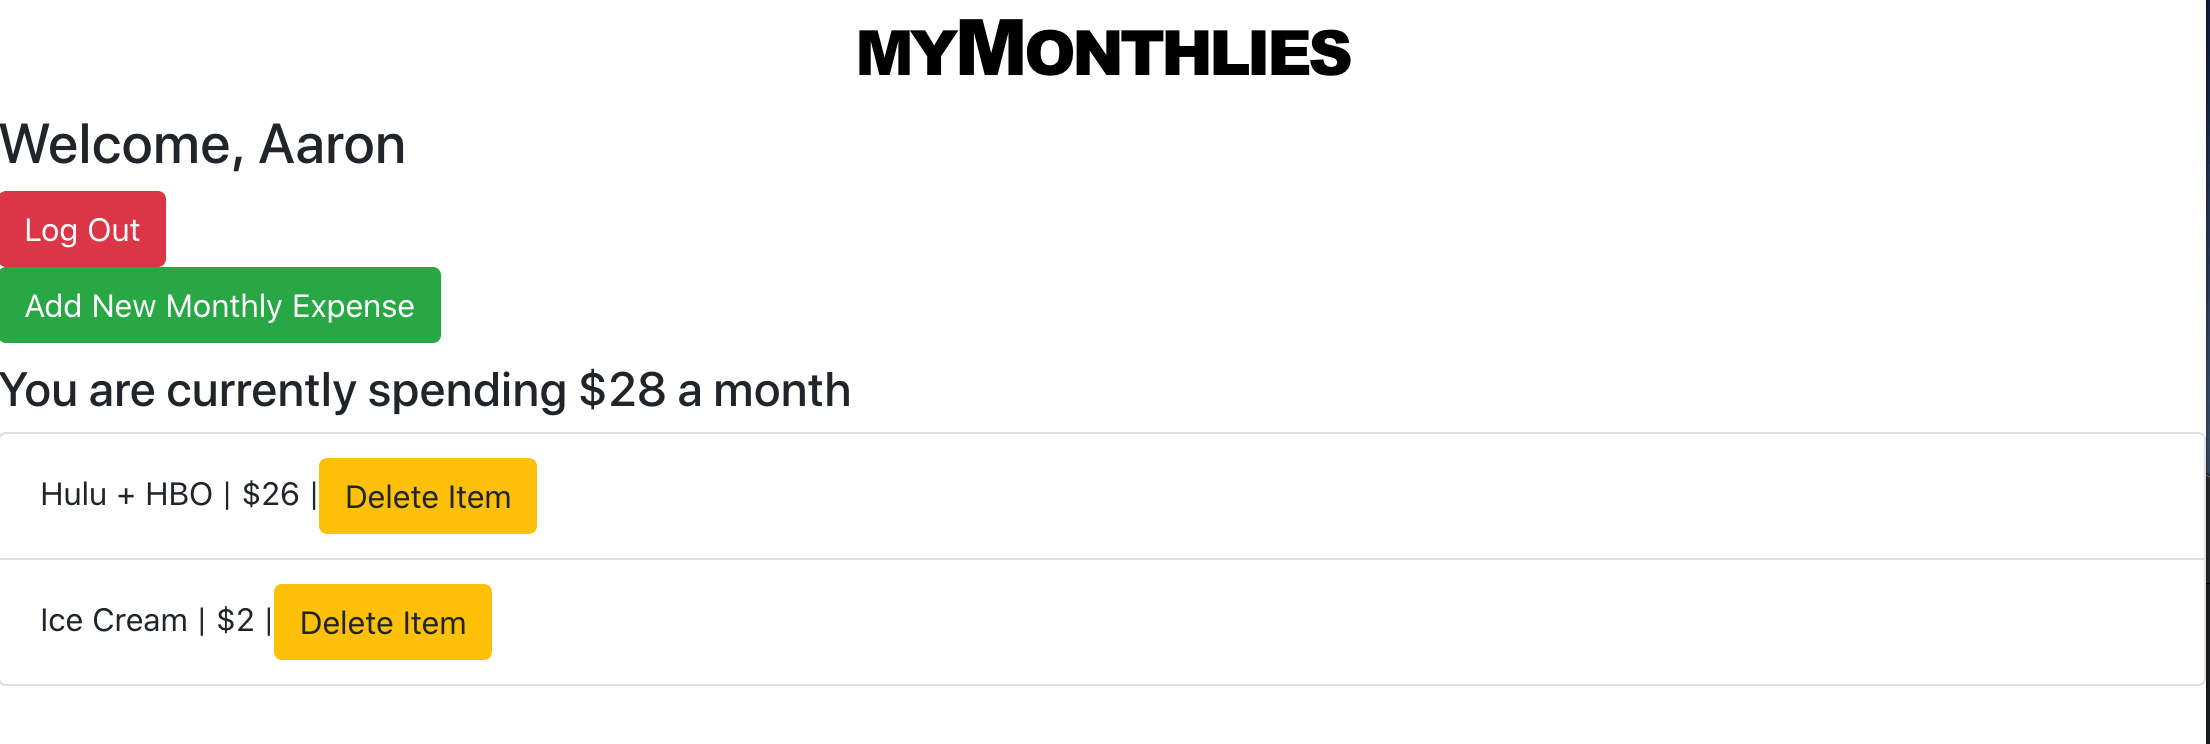 MYMONTHLIES
Welcome, Aaron
Log Out
Add New Monthly Expense
You are currently spending $28 a month
Hulu + HBO | $26 | Delete Item
Ice Cream | $2 | Delete Item